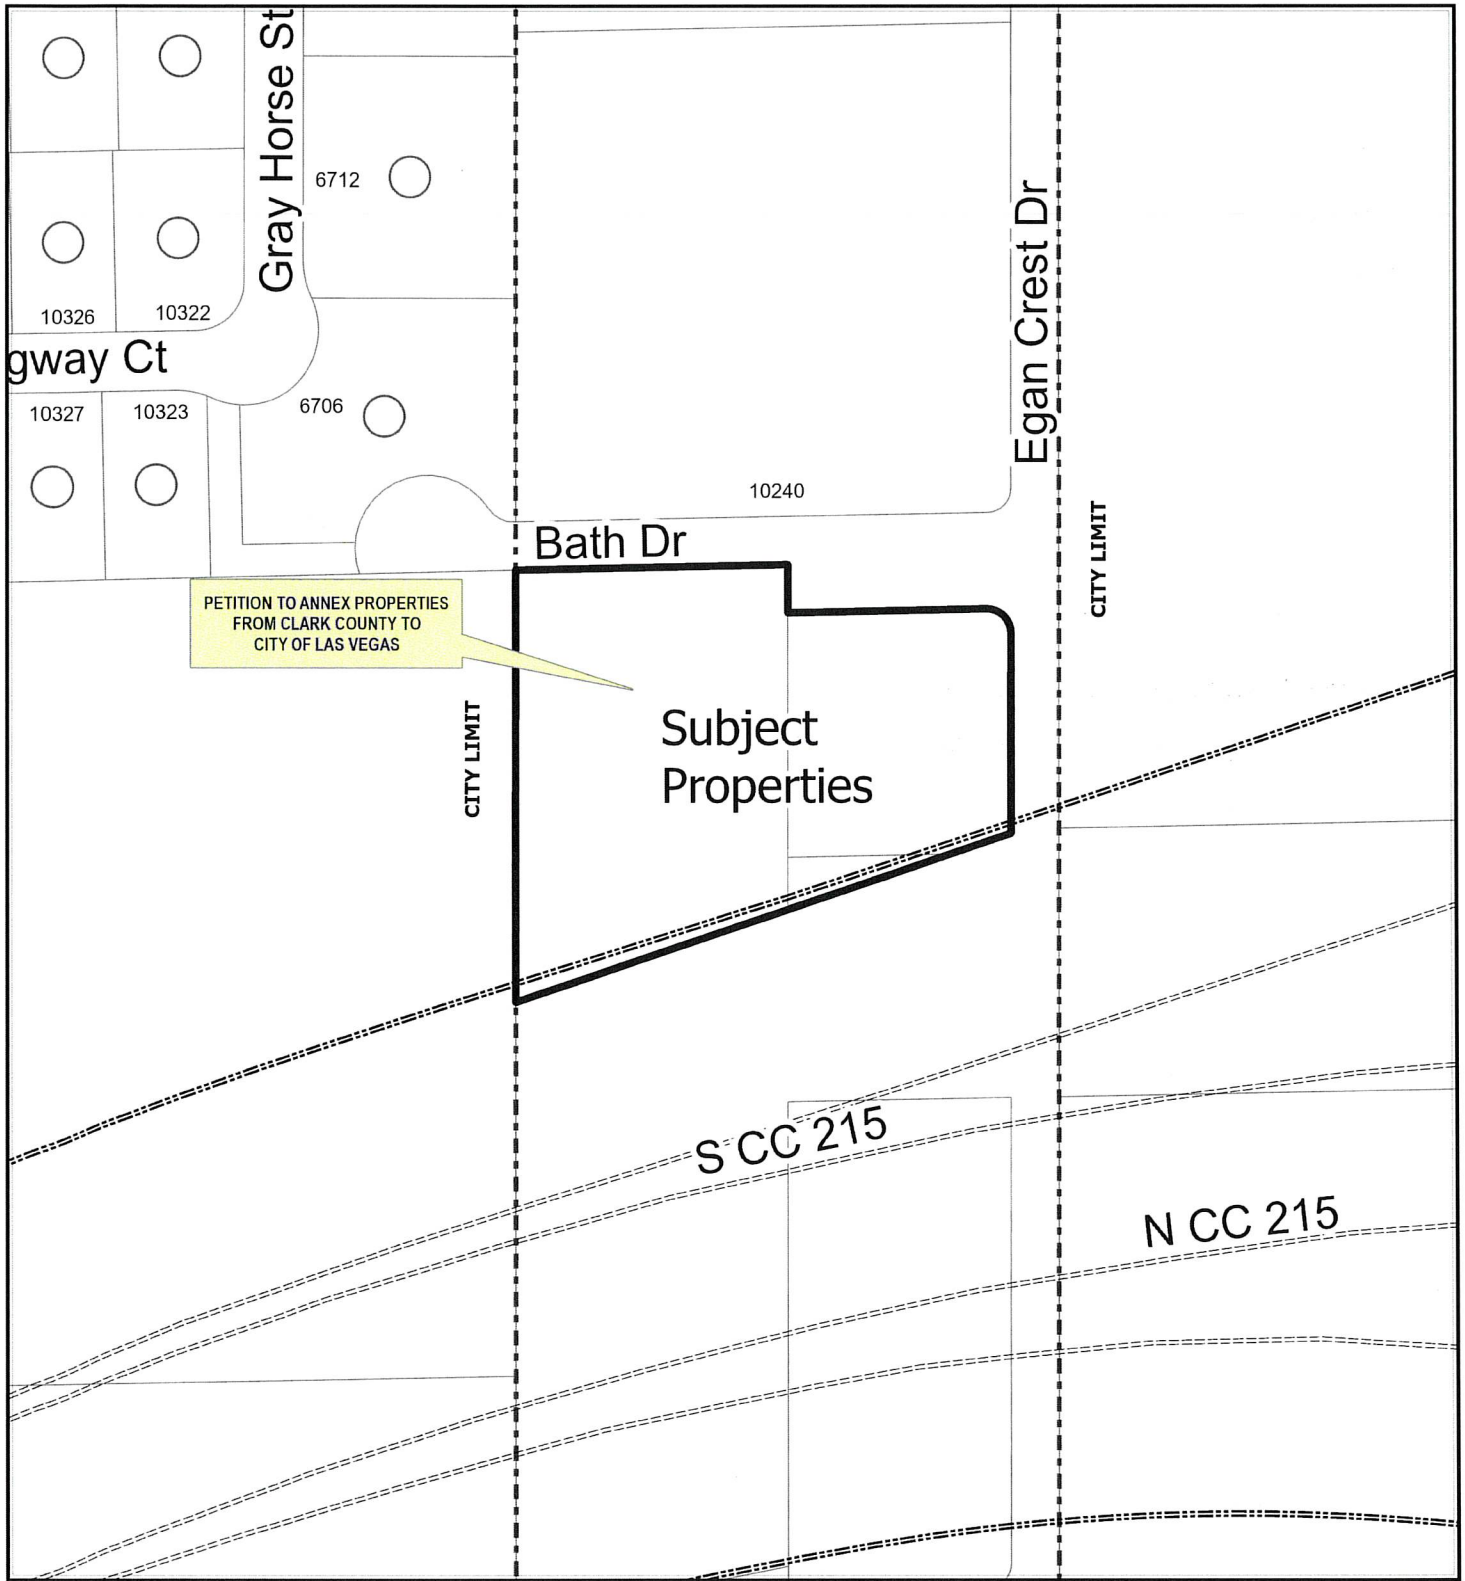 Gray Horse St
6712
Egan Crest Dr
10326
10322
gway Ct
10327
10323
6706
10240
CITY LIMIT
Bath Dr
PETITION TO ANNEX PROPERTIES
FROM CLARK COUNTY TO
CITY OF LAS VEGAS
CITY LIMIT
Subject
Properties
S CC 215
N CC 215